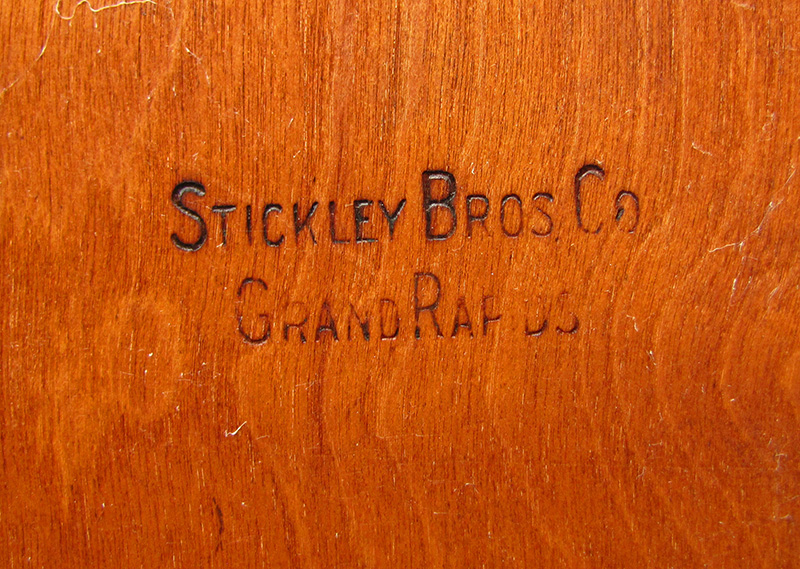 STICKLEY BROS. CO
GRAND RAPIDS